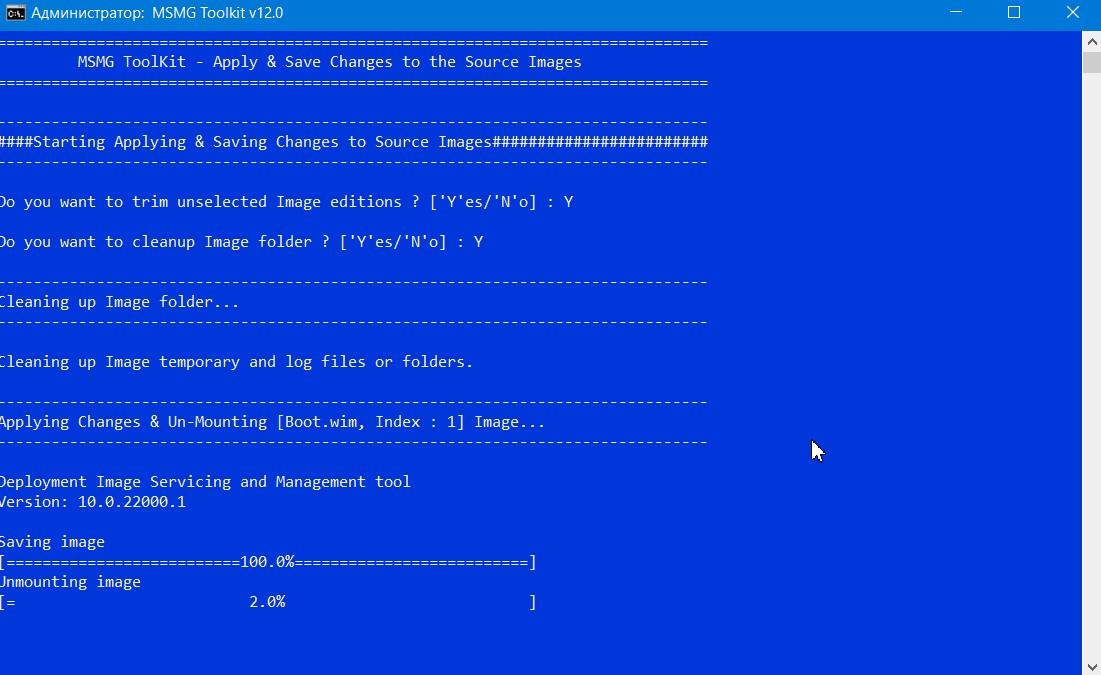 Администратор: MSMG Toolkit v12.0
===============================================================================
MSMG ToolKit - Apply & Save Changes to the Source Images
===============================================================================
-------------------------------------------------------------------------------
####Starting Applying & Saving Changes to Source Images########################
-------------------------------------------------------------------------------
Do you want to trim unselected Image editions ? ['Y'es/'N'o] : Y
Do you want to cleanup Image folder ? ['Y'es/'N'o] : Y
-------------------------------------------------------------------------------
Cleaning up Image folder...
-------------------------------------------------------------------------------
Cleaning up Image temporary and log files or folders.
-------------------------------------------------------------------------------
Applying Changes & Un-Mounting [Boot.wim, Index : 1] Image...
-------------------------------------------------------------------------------
Deployment Image Servicing and Management tool
Version: 10.0.22000.1
Saving image
[==========================100.0%==========================]
Unmounting image
[=                          2.0%                           ]